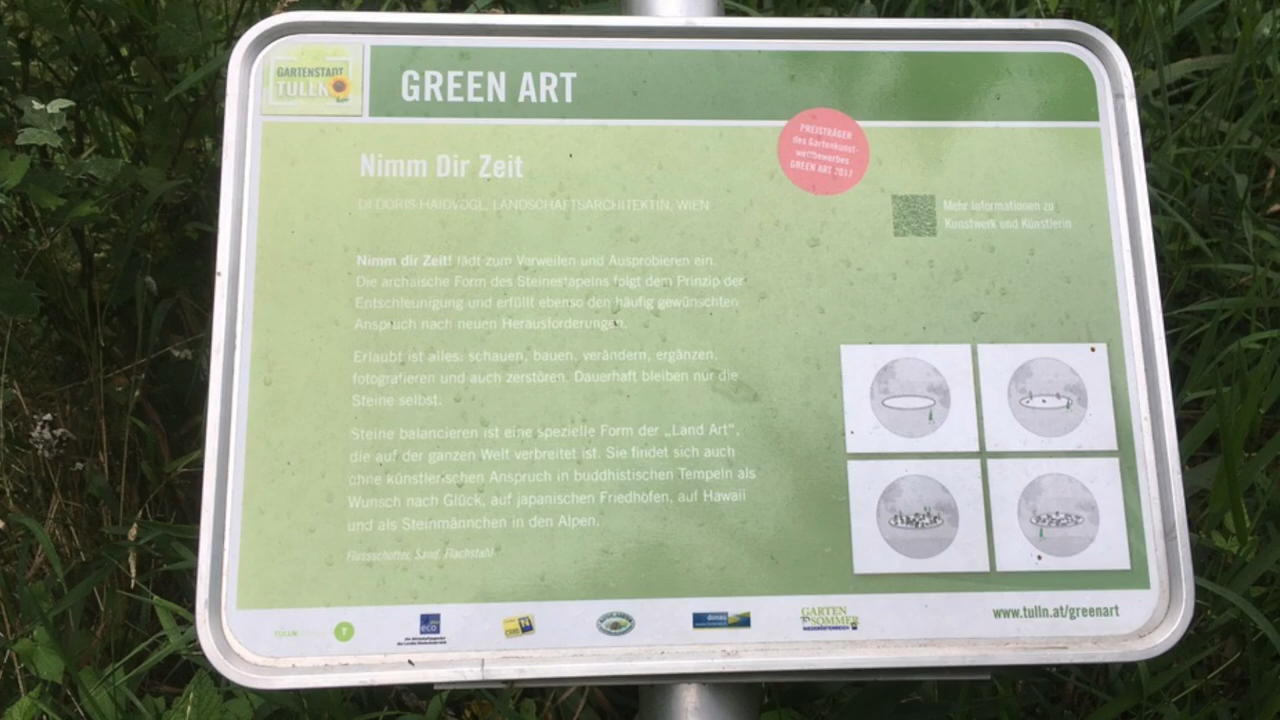 GARTENSTADT
TULLN
GREEN ART
PREISTRÄGER
des Gartenkunst-
wettbewerbes
GREEN ART 2017
Nimm Dir Zeit
DI DORIS HAIDVOGL, LANDSCHAFTSARCHITEKTIN, WIEN
Mehr Informationen zu
Kunstwerk und Künstlerin
Nimm dir Zeit! lädt zum Verweilen und Ausprobieren ein.
Die archaische Form des Steinestapelns folgt dem Prinzip der
Entschleunigung und erfüllt ebenso den häufig gewünschten
Anspruch nach neuen Herausforderungen.
Erlaubt ist alles: schauen, bauen, verändern, ergänzen,
fotografieren und auch zerstören. Dauerhaft bleiben nur die
Steine selbst.
Steine balancieren ist eine spezielle Form der „Land Art“,
die auf der ganzen Welt verbreitet ist. Sie findet sich auch
ohne künstlerischen Anspruch in buddhistischen Tempeln als
Wunsch nach Glück, auf japanischen Friedhöfen, auf Hawaii
und als Steinmännchen in den Alpen.
Flussschotter, Sand, Flachstahl
TULLN
eco
donau
GARTEN
SOMMER
NIEDERÖSTERREICH
www.tulln.at/greenart